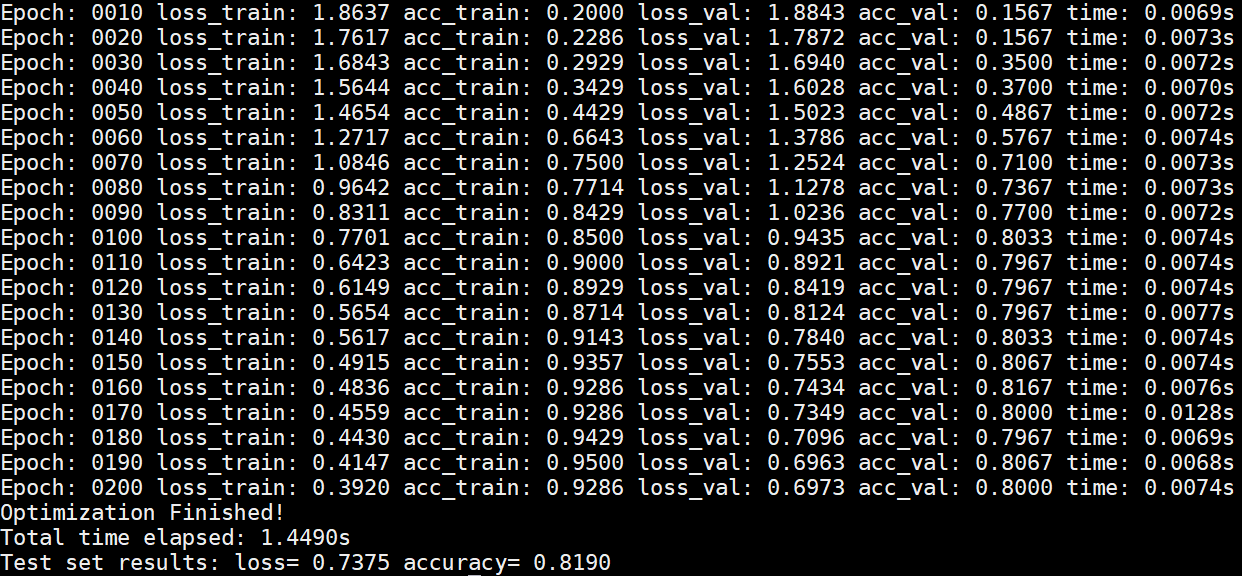 Epoch: 0010 loss_train: 1.8637 acc_train: 0.2000 loss_val: 1.8843 acc_val: 0.1567 time: 0.0069s
Epoch: 0020 loss_train: 1.7617 acc_train: 0.2286 loss_val: 1.7872 acc_val: 0.1567 time: 0.0073s
Epoch: 0030 loss_train: 1.6843 acc_train: 0.2929 loss_val: 1.6940 acc_val: 0.3500 time: 0.0072s
Epoch: 0040 loss_train: 1.5644 acc_train: 0.3429 loss_val: 1.6028 acc_val: 0.3700 time: 0.0070s
Epoch: 0050 loss_train: 1.4654 acc_train: 0.4429 loss_val: 1.5023 acc_val: 0.4867 time: 0.0072s
Epoch: 0060 loss_train: 1.2717 acc_train: 0.6643 loss_val: 1.3786 acc_val: 0.5767 time: 0.0074s
Epoch: 0070 loss_train: 1.0846 acc_train: 0.7500 loss_val: 1.2524 acc_val: 0.7100 time: 0.0073s
Epoch: 0080 loss_train: 0.9642 acc_train: 0.7714 loss_val: 1.1278 acc_val: 0.7367 time: 0.0073s
Epoch: 0090 loss_train: 0.8311 acc_train: 0.8429 loss_val: 1.0236 acc_val: 0.7700 time: 0.0072s
Epoch: 0100 loss_train: 0.7701 acc_train: 0.8500 loss_val: 0.9435 acc_val: 0.8033 time: 0.0074s
Epoch: 0110 loss_train: 0.6423 acc_train: 0.9000 loss_val: 0.8921 acc_val: 0.7967 time: 0.0074s
Epoch: 0120 loss_train: 0.6149 acc_train: 0.8929 loss_val: 0.8419 acc_val: 0.7967 time: 0.0074s
Epoch: 0130 loss_train: 0.5654 acc_train: 0.8714 loss_val: 0.8124 acc_val: 0.7967 time: 0.0077s
Epoch: 0140 loss_train: 0.5617 acc_train: 0.9143 loss_val: 0.7840 acc_val: 0.8033 time: 0.0074s
Epoch: 0150 loss_train: 0.4915 acc_train: 0.9357 loss_val: 0.7553 acc_val: 0.8067 time: 0.0074s
Epoch: 0160 loss_train: 0.4836 acc_train: 0.9286 loss_val: 0.7434 acc_val: 0.8167 time: 0.0076s
Epoch: 0170 loss_train: 0.4559 acc_train: 0.9286 loss_val: 0.7349 acc_val: 0.8000 time: 0.0128s
Epoch: 0180 loss_train: 0.4430 acc_train: 0.9429 loss_val: 0.7096 acc_val: 0.7967 time: 0.0069s
Epoch: 0190 loss_train: 0.4147 acc_train: 0.9500 loss_val: 0.6963 acc_val: 0.8067 time: 0.0068s
Epoch: 0200 loss_train: 0.3920 acc_train: 0.9286 loss_val: 0.6973 acc_val: 0.8000 time: 0.0074s
Optimization Finished!
Total time elapsed: 1.4490s
Test set results: loss= 0.7375 accuracy= 0.8190